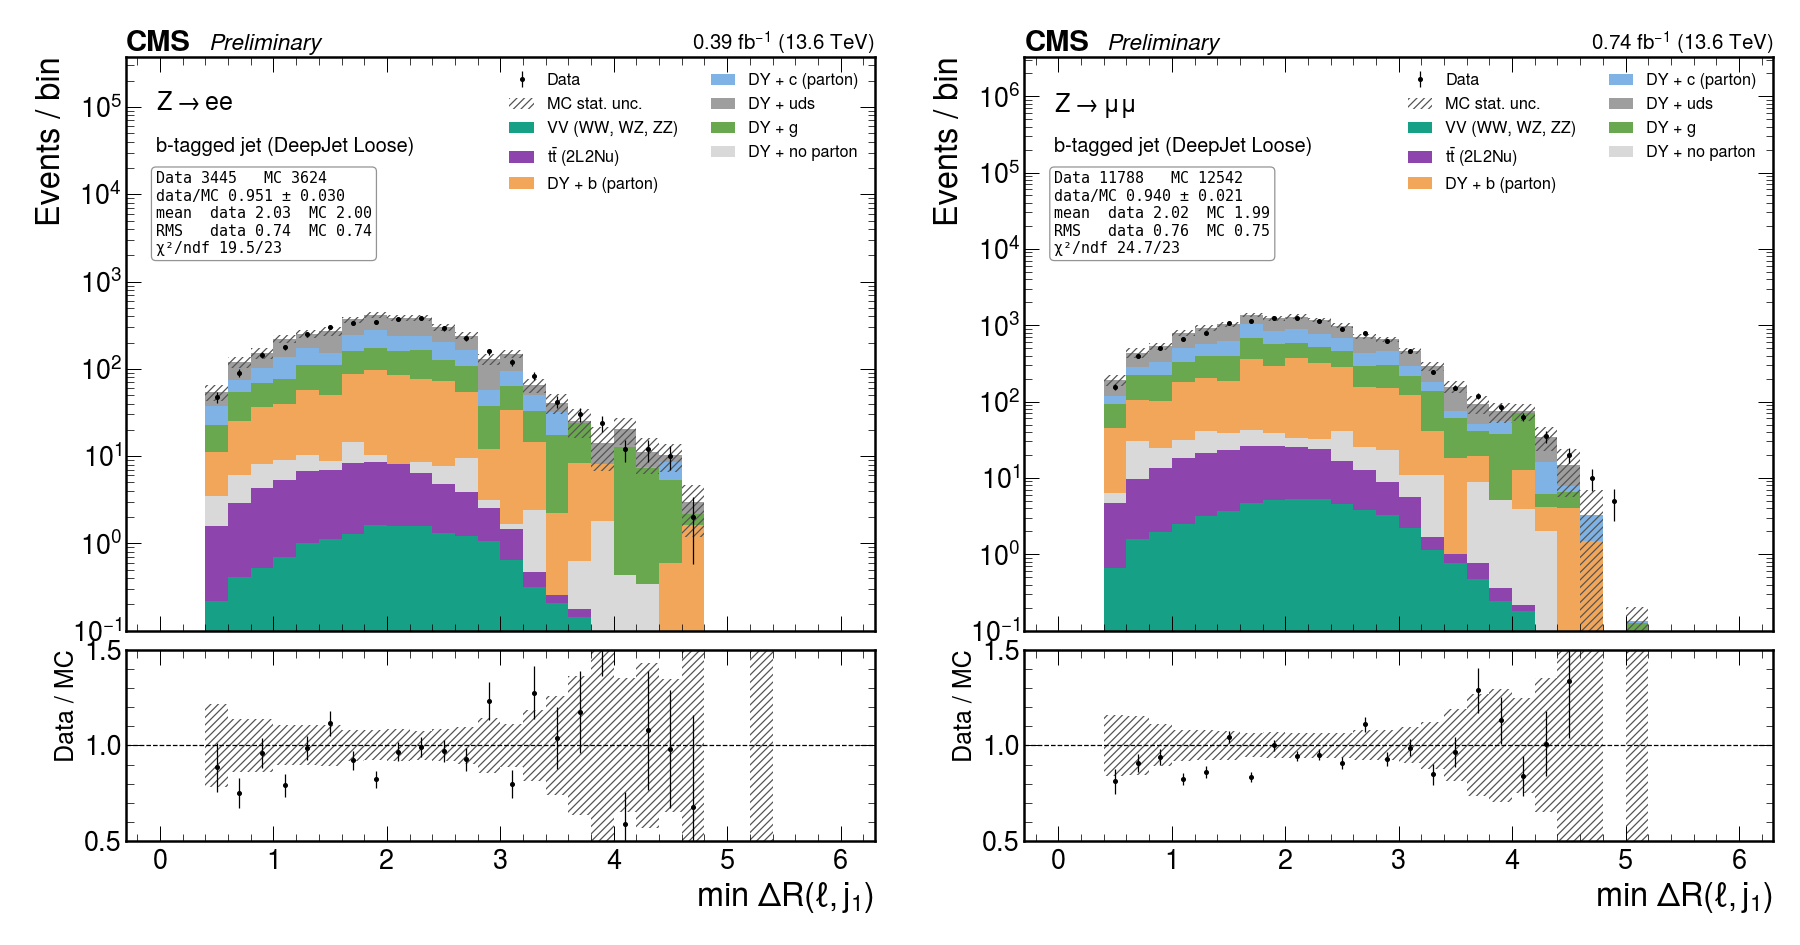 CMS Preliminary 0.39 fb⁻¹ (13.6 TeV)
Events / bin
10⁵
10⁴
10³
10²
10¹
10⁰
10⁻¹
Z → ee
b-tagged jet (DeepJet Loose)
Data 3445 MC 3624
data/MC 0.951 ± 0.030
mean data 2.03 MC 2.00
RMS data 0.74 MC 0.74
χ²/ndf 19.5/23
Data
MC stat. unc.
VV (WW, WZ, ZZ)
tt̄ (2L2Nu)
DY + b (parton)
DY + c (parton)
DY + uds
DY + g
DY + no parton
Data / MC
1.5
1.0
0.5
0 1 2 3 4 5 6
min ΔR(ℓ, j₁)
CMS Preliminary 0.74 fb⁻¹ (13.6 TeV)
Events / bin
10⁶
10⁵
10⁴
10³
10²
10¹
10⁰
10⁻¹
Z → μμ
b-tagged jet (DeepJet Loose)
Data 11788 MC 12542
data/MC 0.940 ± 0.021
mean data 2.02 MC 1.99
RMS data 0.76 MC 0.75
χ²/ndf 24.7/23
Data
MC stat. unc.
VV (WW, WZ, ZZ)
tt̄ (2L2Nu)
DY + b (parton)
DY + c (parton)
DY + uds
DY + g
DY + no parton
Data / MC
1.5
1.0
0.5
0 1 2 3 4 5 6
min ΔR(ℓ, j₁)